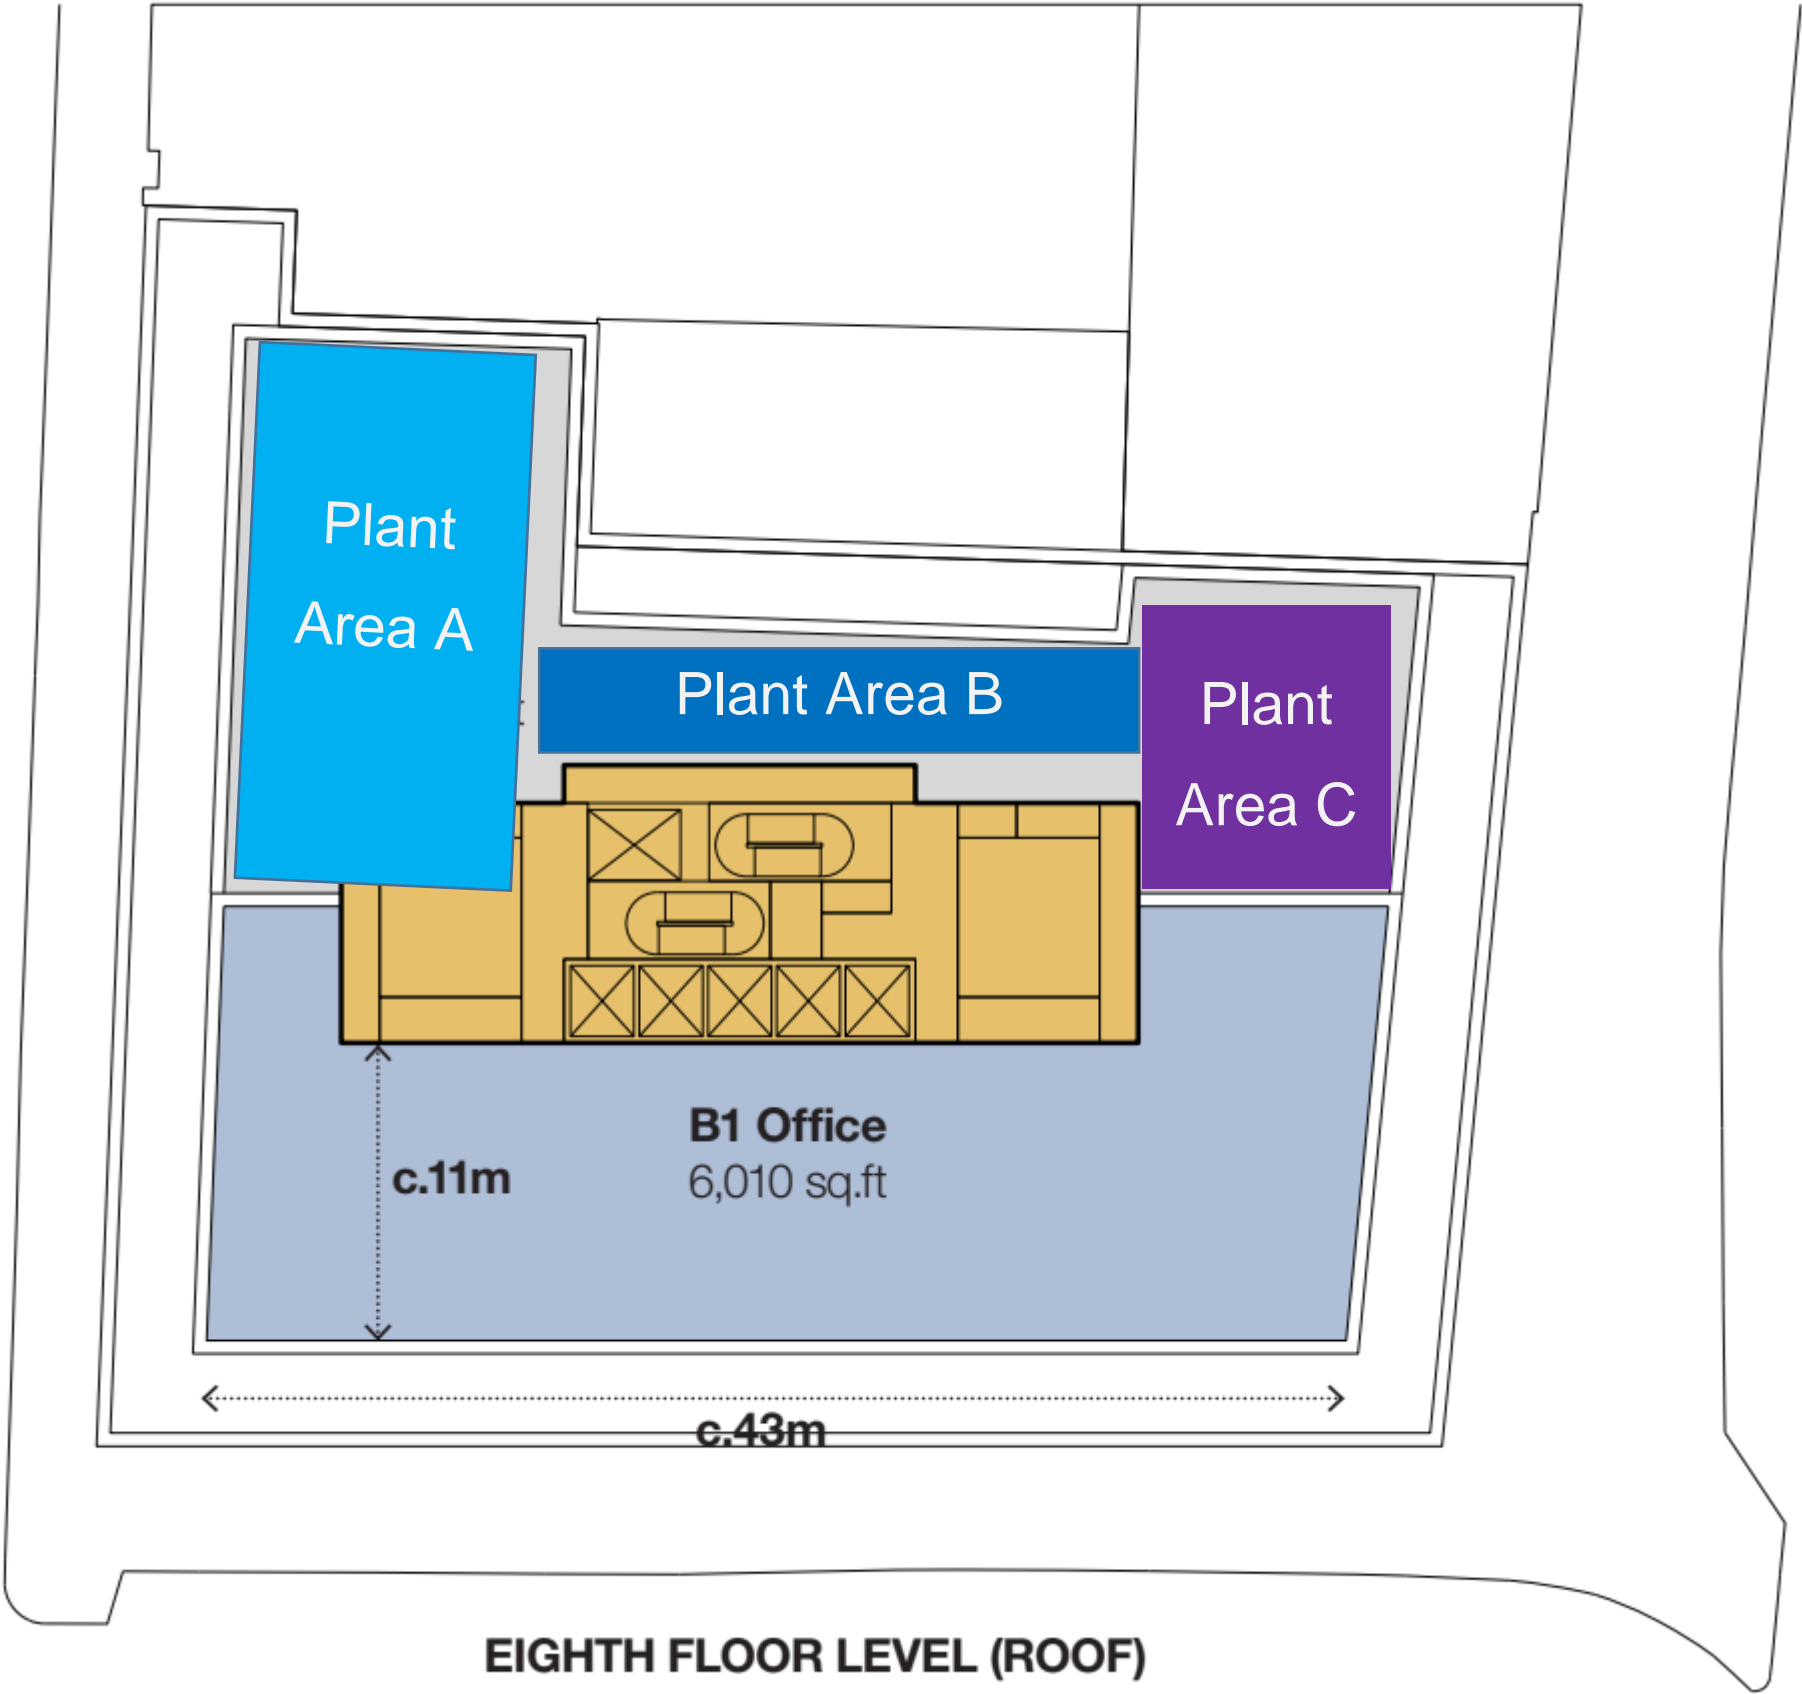 Plant
Area A
Plant Area B
Plant
Area C
B1 Office
6,010 sq.ft
c.11m
c.43m
EIGHTH FLOOR LEVEL (ROOF)